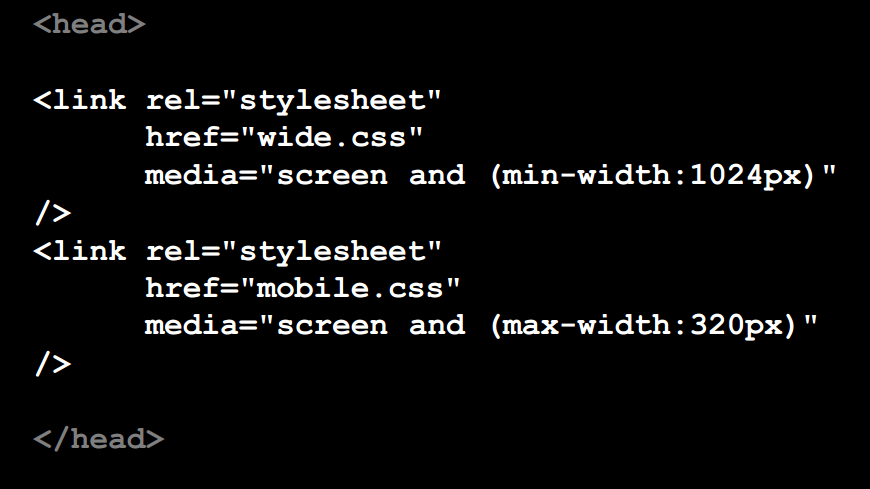 <head>
<link rel="stylesheet"
href="wide.css"
media="screen and (min-width:1024px)"
/>
<link rel="stylesheet"
href="mobile.css"
media="screen and (max-width:320px)"
/>
</head>